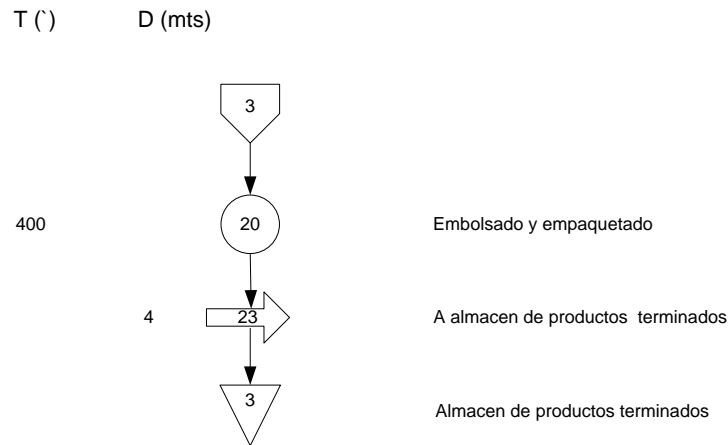 T (`) D (mts)
3
400 20 Embolsado y empaquetado
4 23 A almacen de productos terminados
3 Almacen de productos terminados